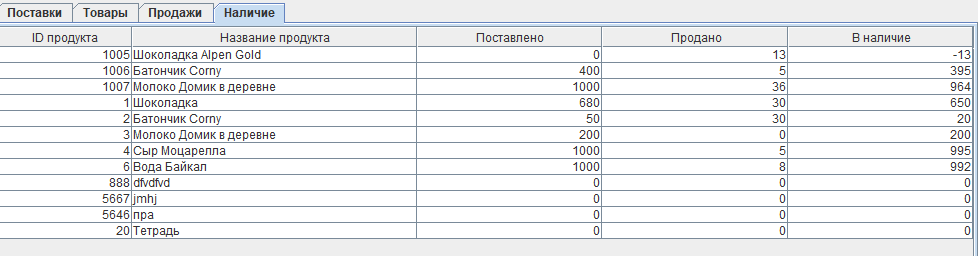 Поставки Товары Продажи Наличие
ID продукта Название продукта Поставлено Продано В наличие
1005 Шоколадка Alpen Gold 0 13 -13
1006 Батончик Corny 400 5 395
1007 Молоко Домик в деревне 1000 36 964
1 Шоколадка 680 30 650
2 Батончик Corny 50 30 20
3 Молоко Домик в деревне 200 0 200
4 Сыр Моцарелла 1000 5 995
6 Вода Байкал 1000 8 992
888 dfvdfvd 0 0 0
5667 jmhj 0 0 0
5646 пра 0 0 0
20 Тетрадь 0 0 0